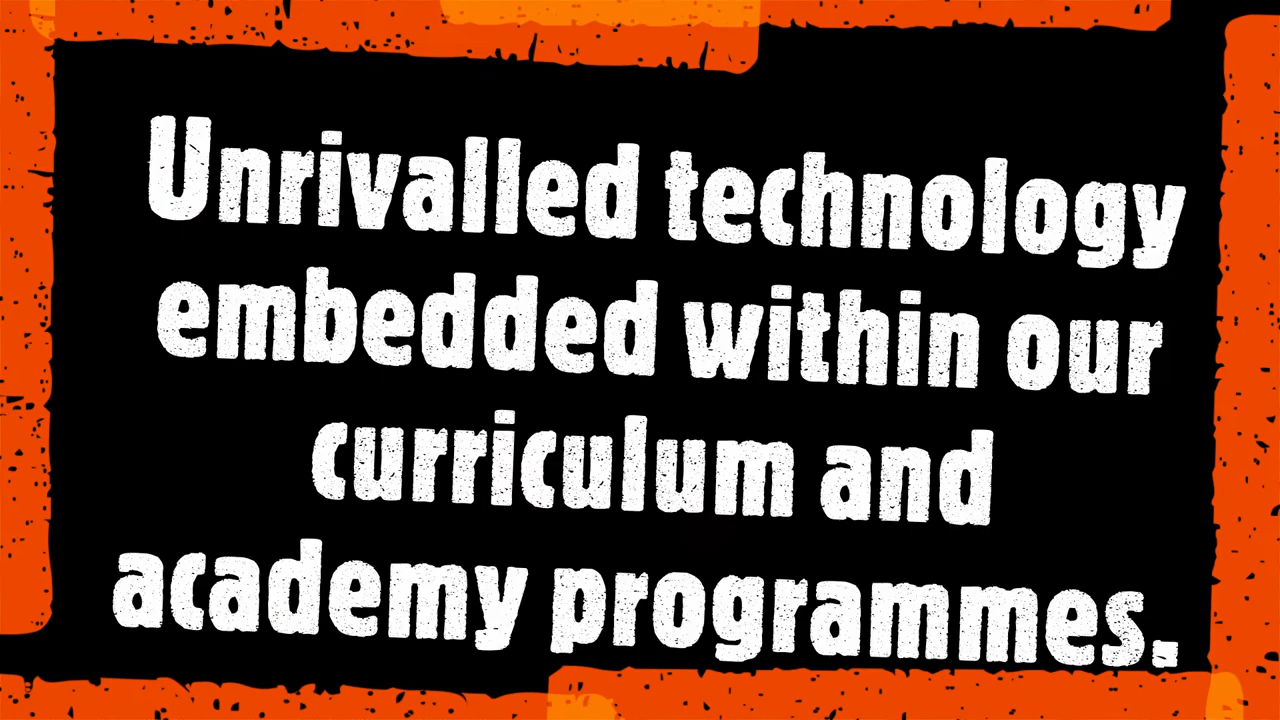 Unrivalled technology
embedded within our
curriculum and
academy programmes.